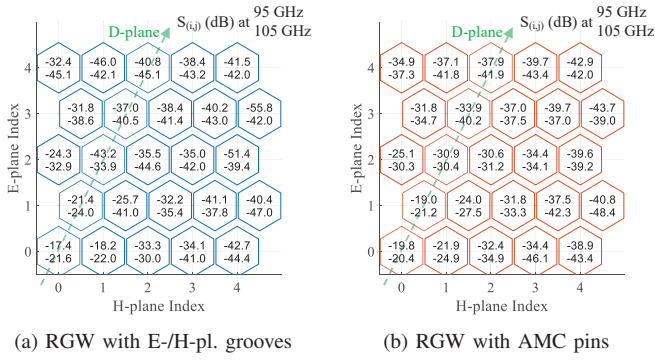 D-plane S(i,j) (dB) at 95 GHz
105 GHz
4 -32.4 -46.0 -40.8 -38.4 -41.5
-45.1 -42.1 -45.1 -43.2 -42.0
3 -31.8 -37.0 -38.4 -40.2 -55.8
-38.6 -40.5 -41.4 -43.0 -42.0
2 -24.3 -43.2 -35.5 -35.0 -51.4
-32.9 -33.9 -44.6 -42.0 -39.4
1 -21.4 -25.7 -32.2 -41.1 -40.4
-24.0 -41.0 -35.4 -37.8 -47.0
0 -17.4 -18.2 -33.3 -34.1 -42.7
-21.6 -22.0 -30.0 -41.0 -44.4
0 1 2 3 4
E-plane Index
H-plane Index
(a) RGW with E-/H-pl. grooves
D-plane S(i,j) (dB) at 95 GHz
105 GHz
4 -34.9 -37.1 -37.9 -39.7 -42.9
-37.3 -41.8 -41.9 -43.4 -42.0
3 -31.8 -33.9 -37.0 -39.7 -43.7
-34.7 -40.2 -37.5 -37.0 -39.0
2 -25.1 -30.9 -30.6 -34.4 -39.6
-30.3 -30.4 -31.2 -34.1 -39.2
1 -19.0 -24.0 -31.8 -37.5 -40.8
-21.2 -27.5 -33.3 -42.3 -48.4
0 -19.8 -21.9 -32.4 -34.4 -38.9
-20.4 -24.9 -34.9 -46.1 -43.4
0 1 2 3 4
E-plane Index
H-plane Index
(b) RGW with AMC pins